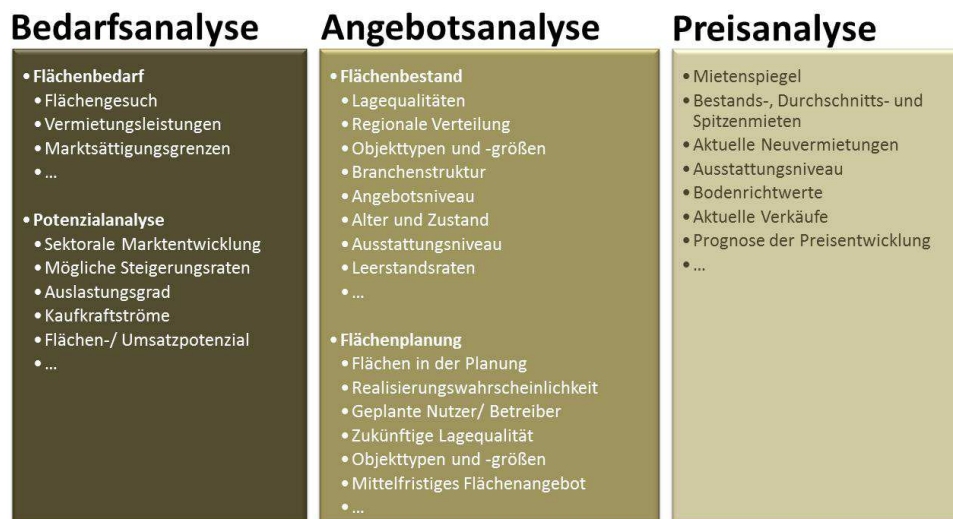 Bedarfsanalyse
• Flächenbedarf
• Flächengesuch
• Vermietungsleistungen
• Marktsättigungsgrenzen
• ...
• Potenzialanalyse
• Sektorale Marktentwicklung
• Mögliche Steigerungsraten
• Auslastungsgrad
• Kaufkraftströme
• Flächen-/ Umsatzpotenzial
• ...
Angebotsanalyse
• Flächenbestand
• Lagequalitäten
• Regionale Verteilung
• Objekttypen und -größen
• Branchenstruktur
• Angebotsniveau
• Alter und Zustand
• Ausstattungsniveau
• Leerstandsraten
• ...
• Flächenplanung
• Flächen in der Planung
• Realisierungswahrscheinlichkeit
• Geplante Nutzer/ Betreiber
• Zukünftige Lagequalität
• Objekttypen und -größen
• Mittelfristiges Flächenangebot
• ...
Preisanalyse
• Mietenspiegel
• Bestands-, Durchschnitts- und
Spitzenmieten
• Aktuelle Neuvermietungen
• Ausstattungsniveau
• Bodenrichtwerte
• Aktuelle Verkäufe
• Prognose der Preisentwicklung
• ...